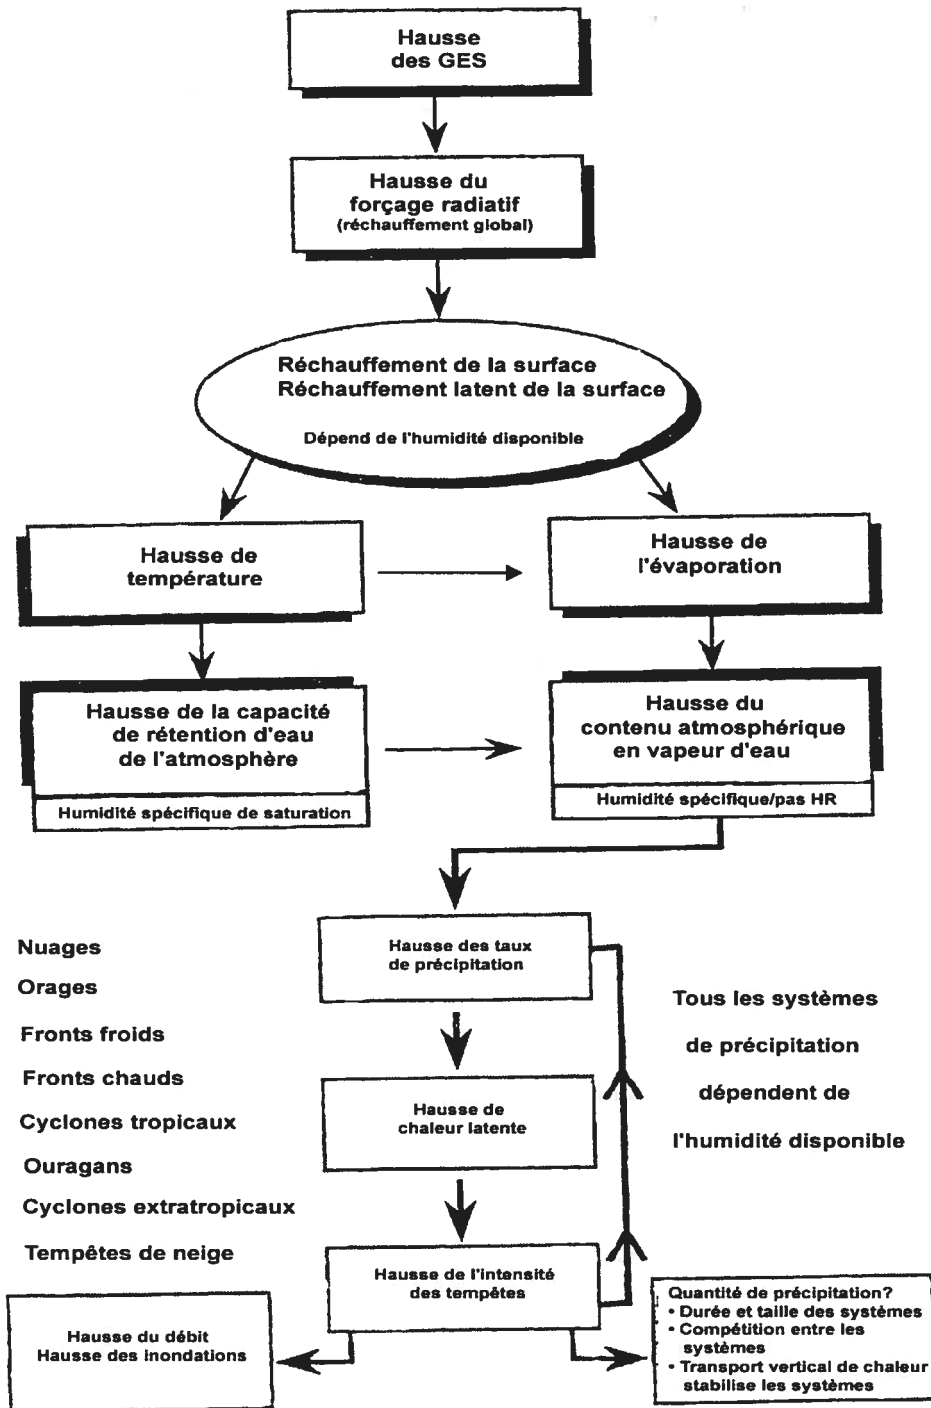 Hausse
des GES
Hausse du
forçage radiatif
(réchauffement global)
Réchauffement de la surface
Réchauffement latent de la surface
Dépend de l'humidité disponible
Hausse de
température
Hausse de
l'évaporation
Hausse de la capacité
de rétention d'eau
de l'atmosphère
Humidité spécifique de saturation
Hausse du
contenu atmosphérique
en vapeur d'eau
Humidité spécifique/pas HR
Hausse des taux
de précipitation
Nuages
Orages
Fronts froids
Fronts chauds
Cyclones tropicaux
Ouragans
Cyclones extratropicaux
Tempêtes de neige
Tous les systèmes
de précipitation
dépendent de
l'humidité disponible
Hausse de
chaleur latente
Hausse de l'intensité
des tempêtes
Hausse du débit
Hausse des inondations
Quantité de précipitation?
• Durée et taille des systèmes
• Compétition entre les
systèmes
• Transport vertical de chaleur
stabilise les systèmes